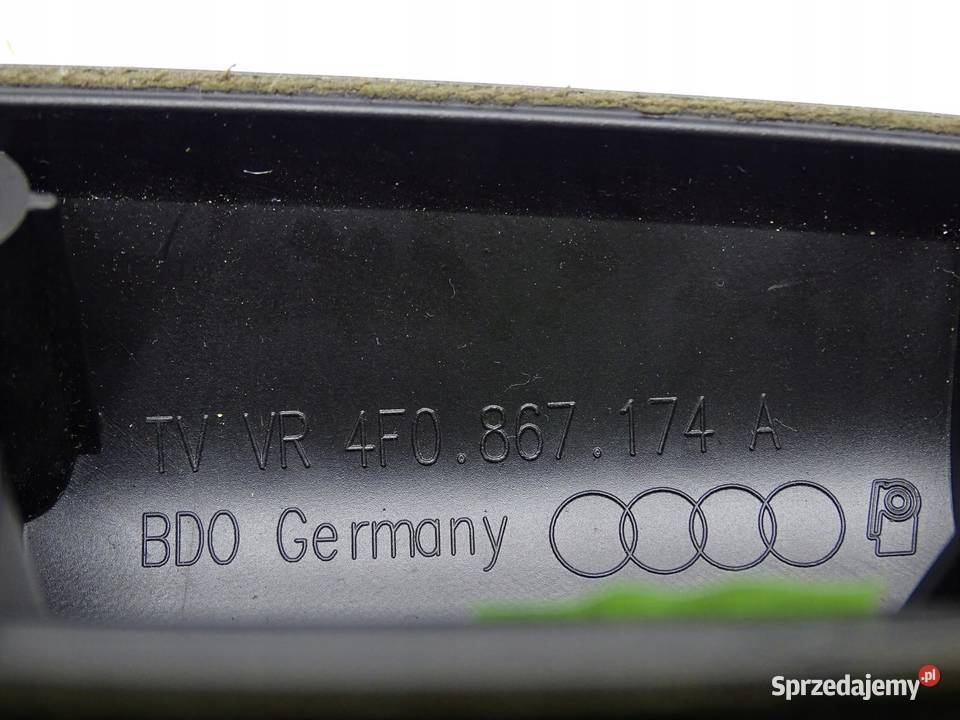 TV VR 4F0.867.174 A
BDO Germany
Sprzedajemy.pl